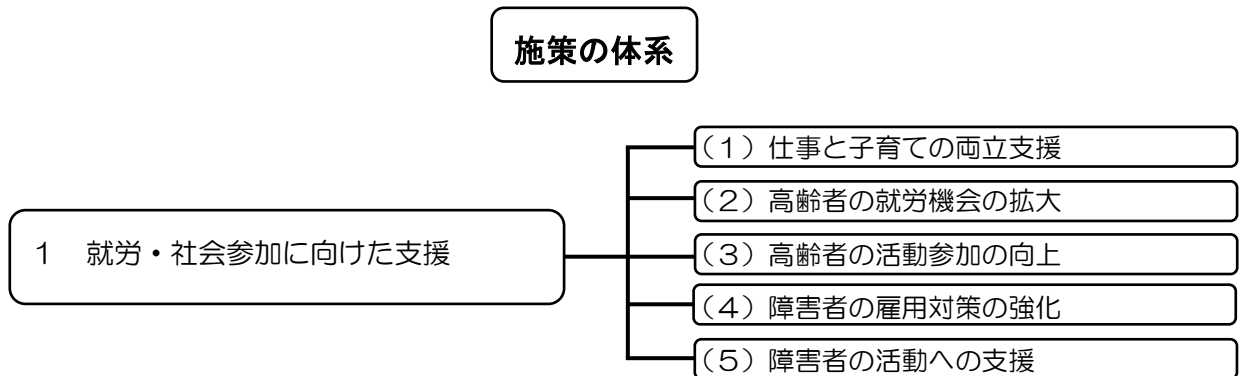 施策の体系
（１）仕事と子育ての両立支援
（２）高齢者の就労機会の拡大
１　就労・社会参加に向けた支援
（３）高齢者の活動参加の向上
（４）障害者の雇用対策の強化
（５）障害者の活動への支援